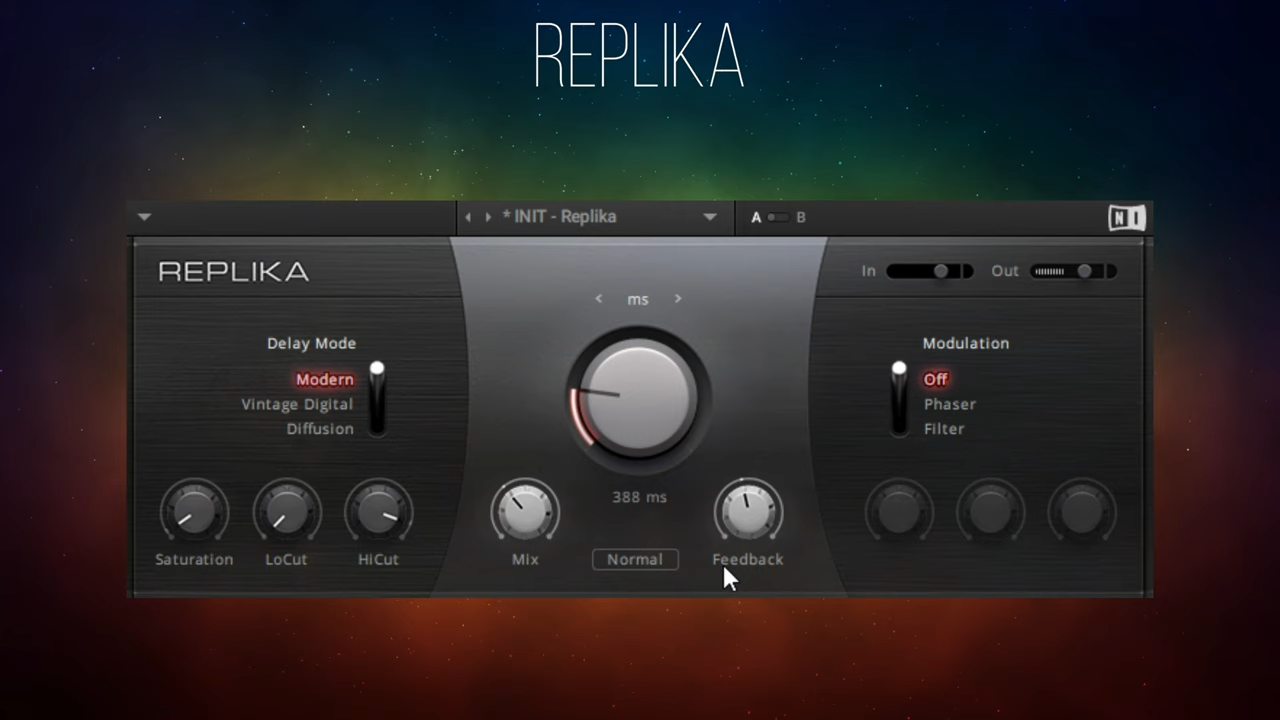 REPLIKA
* INIT - Replika
A B
NI
REPLIKA
In
Out
ms
Delay Mode
Modern
Vintage Digital
Diffusion
Modulation
Off
Phaser
Filter
388 ms
Saturation
LoCut
HiCut
Mix
Normal
Feedback